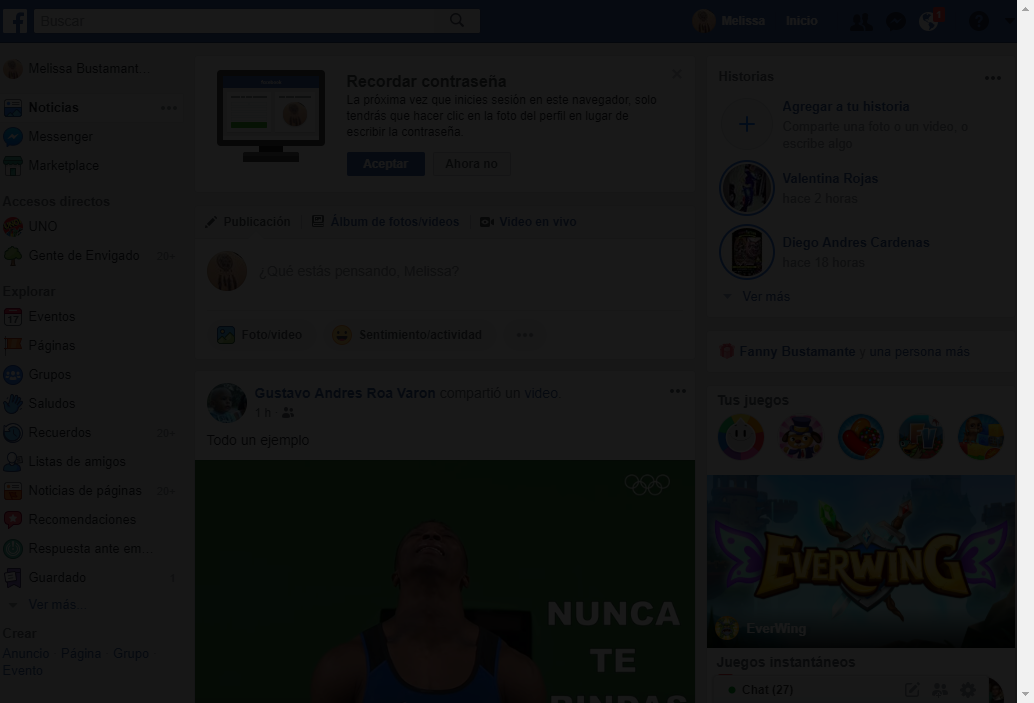 Buscar
Melissa
Inicio
Melissa Bustamant...
Noticias
Messenger
Marketplace
Accesos directos
UNO
Gente de Envigado 20+
Explorar
Eventos
Páginas
Grupos
Saludos
Recuerdos 20+
Listas de amigos
Noticias de páginas 20+
Recomendaciones
Respuesta ante em...
Guardado 1
Ver más...
Crear
Anuncio Página Grupo
Evento
Recordar contraseña
La próxima vez que inicies sesión en este navegador, solo
tendrás que hacer clic en la foto del perfil en lugar de
escribir la contraseña.
Aceptar
Ahora no
Publicación
Álbum de fotos/videos
Video en vivo
¿Qué estás pensando, Melissa?
Foto/video
Sentimiento/actividad
Gustavo Andres Roa Varon compartió un video.
1 h
Todo un ejemplo
NUNCA
TE
RINDAS
Historias
Agregar a tu historia
Comparte una foto o un video, o
escribe algo
Valentina Rojas
hace 2 horas
Diego Andres Cardenas
hace 16 horas
Ver más
Fanny Bustamante y una persona más
Tus juegos
EVERWING
EverWing
Juegos instantáneos
Chat (27)